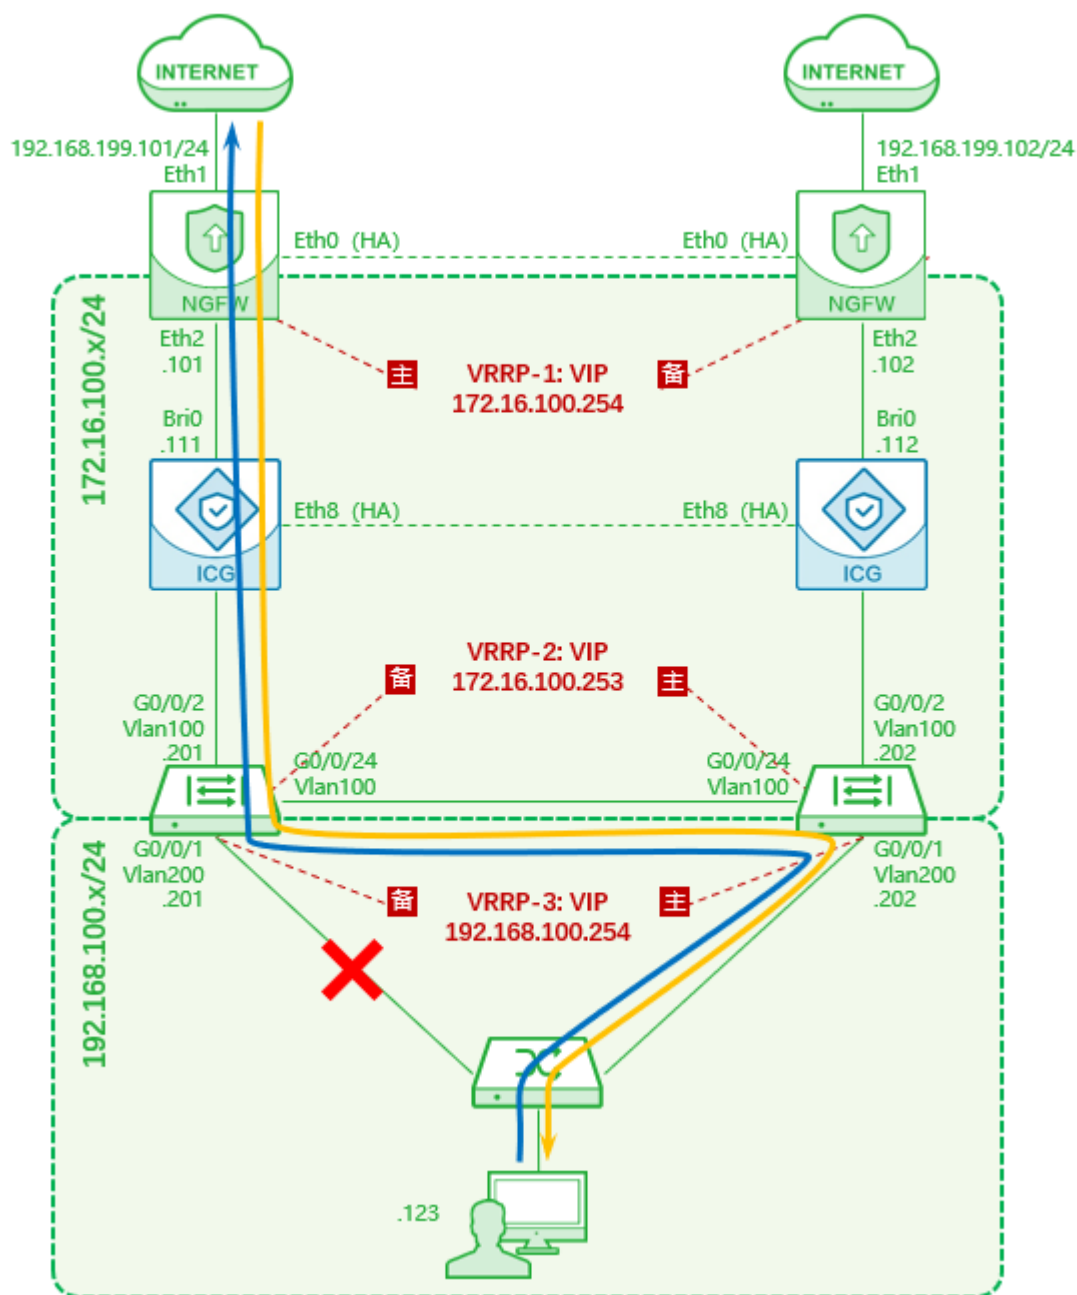 INTERNET
INTERNET
192.168.199.101/24
Eth1
192.168.199.102/24
Eth1
Eth0 (HA)
Eth0 (HA)
NGFW
NGFW
172.16.100.x/24
Eth2
.101
Eth2
.102
主
VRRP-1: VIP
172.16.100.254
备
Bri0
.111
Bri0
.112
Eth8 (HA)
Eth8 (HA)
ICG
ICG
备
VRRP-2: VIP
172.16.100.253
主
G0/0/2
Vlan100
.201
G0/0/2
Vlan100
.202
G0/0/24
Vlan100
G0/0/24
Vlan100
192.168.100.x/24
G0/0/1
Vlan200
.201
G0/0/1
Vlan200
.202
备
VRRP-3: VIP
192.168.100.254
主
.123